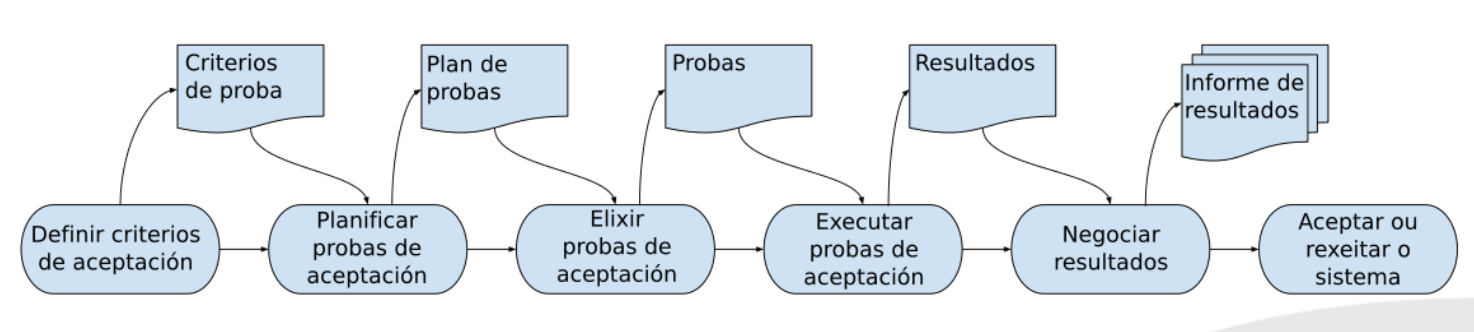 Criterios
de proba
Plan de
probas
Probas
Resultados
Informe de
resultados
Definir criterios
de aceptación
Planificar
probas de
aceptación
Elixir
probas de
aceptación
Executar
probas de
aceptación
Negociar
resultados
Aceptar ou
rexeitar o
sistema